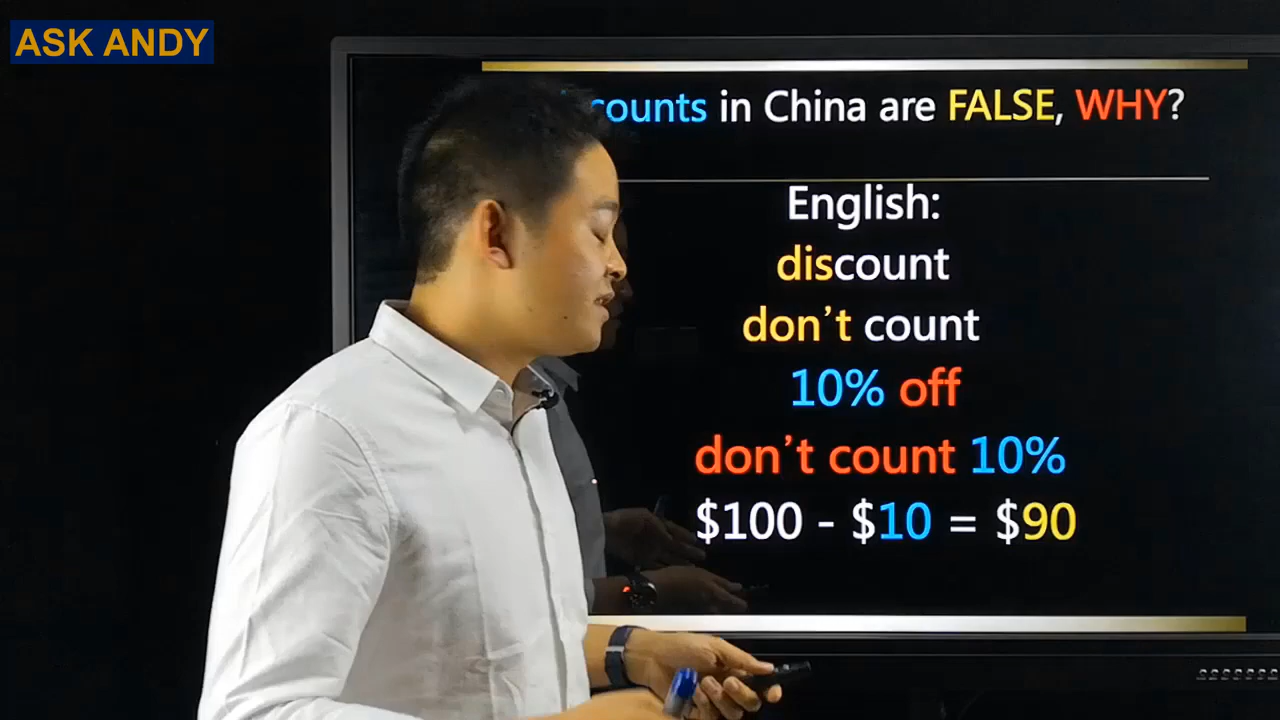 ASK ANDY
counts in China are FALSE, WHY?
English:
discount
don't count
10% off
don't count 10%
$100 - $10 = $90